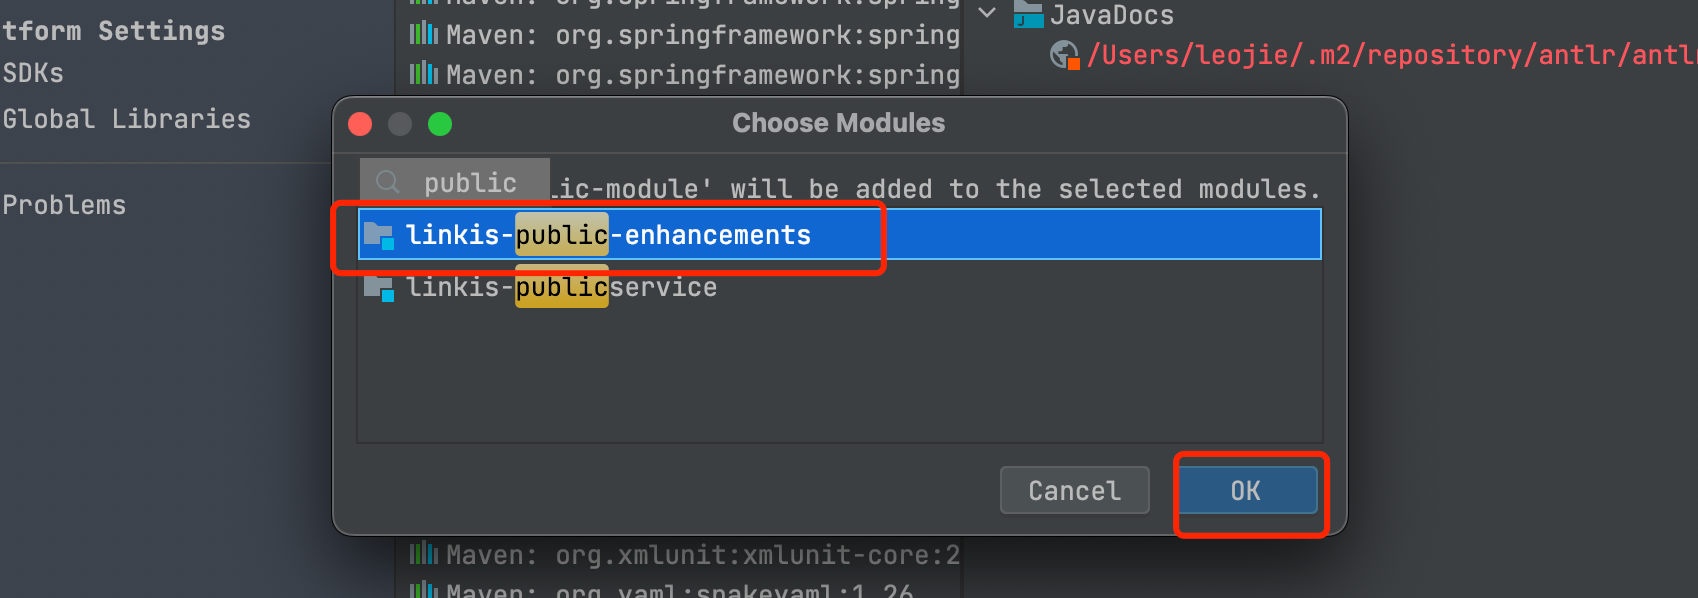 tform Settings
SDKs
Global Libraries
Problems
Maven: org.springframework:spring
Maven: org.springframework:spring
Maven: org.springframework:spring
JavaDocs
/Users/leojie/.m2/repository/antlr/antlr
Choose Modules
public
lic-module' will be added to the selected modules.
linkis-public-enhancements
linkis-publicservice
Cancel
OK
Maven: org.xmlunit:xmlunit-core:2
Maven: org.yaml:snakeyaml:1.26